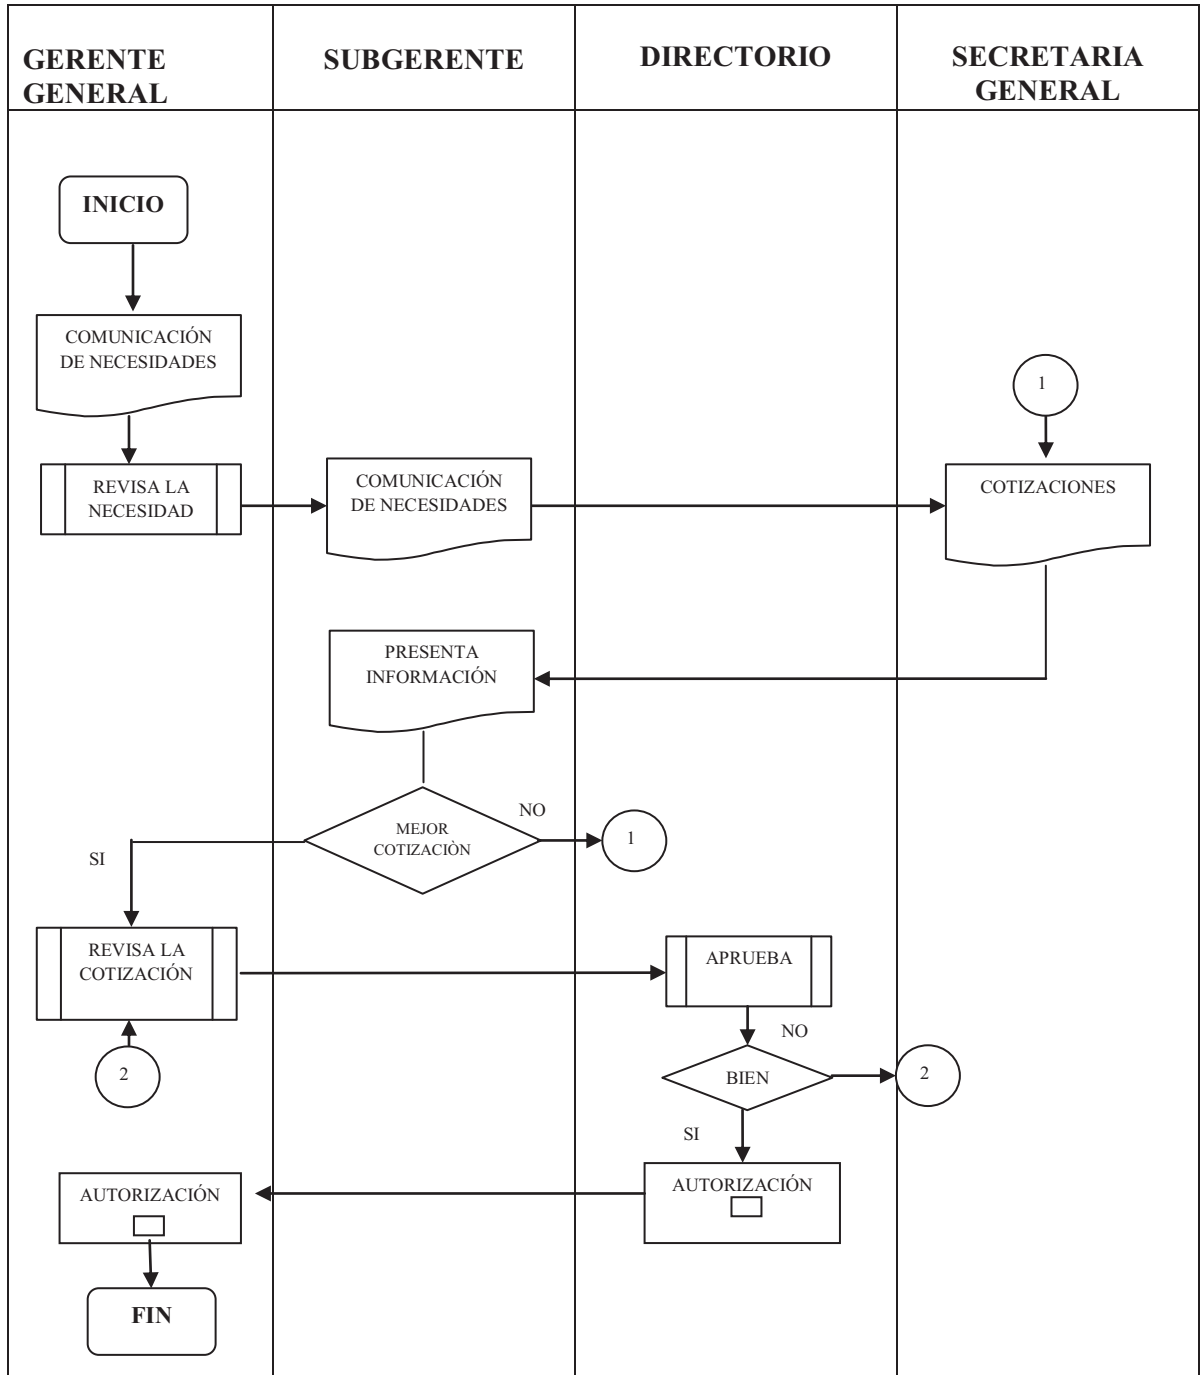 GERENTE
GENERAL
SUBGERENTE
DIRECTORIO
SECRETARIA
GENERAL
INICIO
COMUNICACIÓN
DE NECESIDADES
1
REVISA LA
NECESIDAD
COMUNICACIÓN
DE NECESIDADES
COTIZACIONES
PRESENTA
INFORMACIÓN
MEJOR
COTIZACIÒN
NO
1
SI
REVISA LA
COTIZACIÓN
APRUEBA
NO
2
BIEN
2
SI
AUTORIZACIÓN
AUTORIZACIÓN
FIN